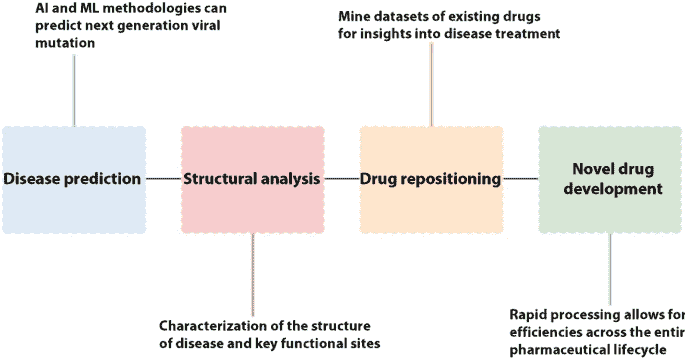 AI and ML methodologies can
predict next generation viral
mutation
Mine datasets of existing drugs
for insights into disease treatment
Disease prediction
Structural analysis
Drug repositioning
Novel drug
development
Characterization of the structure
of disease and key functional sites
Rapid processing allows for
efficiencies across the entir
pharmaceutical lifecycle